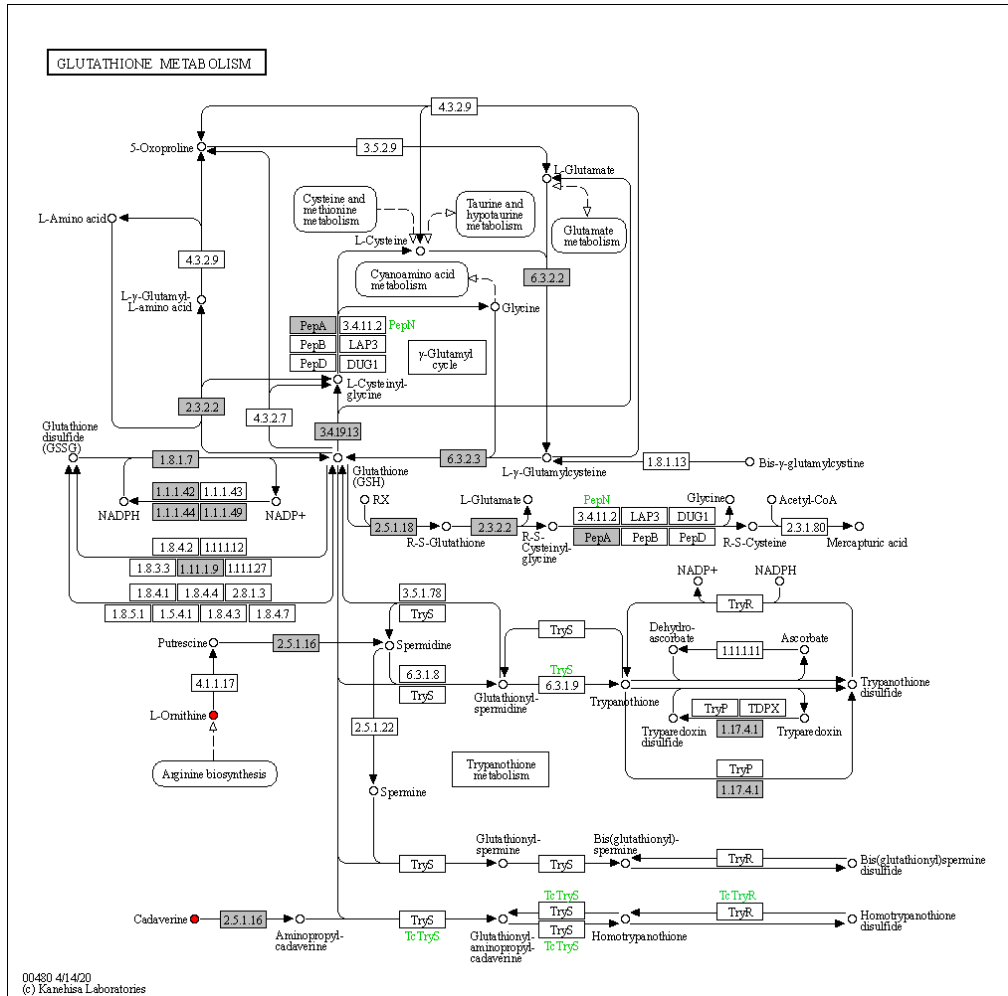 GLUTATHIONE METABOLISM
4.3.2.9
5-Oxoproline
3.5.2.9
L-Glutamate
Cysteine and
methionine
metabolism
Taurine and
hypotaurine
metabolism
Glutamate
metabolism
L-Amino acid
L-Cysteine
4.3.2.9
Cyanoamino acid
metabolism
6.3.2.2
L-γ-Glutamyl-
L-amino acid
Glycine
PepA
3.4.11.2
PepN
PepB
LAP3
PepD
DUG1
γ-Glutamyl
cycle
L-Cysteinyl-
glycine
2.3.2.2
4.3.2.7
3.4.19.13
Glutathione
disulfide
(GSSG)
1.8.1.7
Glutathione
(GSH)
6.3.2.3
L-γ-Glutamylcysteine
1.8.1.13
Bis-γ-glutamylcystine
1.1.1.42
1.1.1.43
1.1.1.44
1.1.1.49
NADPH
NADP+
RX
2.5.1.18
R-S-Glutathione
L-Glutamate
2.3.2.2
R-S-
Cysteinyl-
glycine
PepN
3.4.11.2
LAP3
DUG1
PepA
PepB
PepD
Glycine
R-S-Cysteine
Acetyl-CoA
2.3.1.80
Mercapturic acid
1.8.4.2
1.11.1.12
1.8.3.3
1.11.1.9
1.11.1.27
1.8.4.1
1.8.4.4
2.8.1.3
1.8.5.1
1.5.4.1
1.8.4.3
1.8.4.7
3.5.1.78
TryS
NADP+
NADPH
TryR
Putrescine
2.5.1.16
Spermidine
TryS
Dehydro-
ascorbate
Ascorbate
1.11.1.11
4.1.1.17
6.3.1.8
TryS
Glutathionyl-
spermidine
TryS
6.3.1.9
Trypanothione
Trypanothione
disulfide
L-Ornithine
TryP
TDPX
1.17.4.1
Tryparedoxin
disulfide
Tryparedoxin
2.5.1.22
Arginine biosynthesis
Trypanothione
metabolism
TryP
1.17.4.1
Spermine
TryS
Glutathionyl-
spermine
TryS
Bis(glutathionyl)-
spermine
TryR
Bis(glutathionyl)spermine
disulfide
Cadaverine
2.5.1.16
Aminopropyl-
cadaverine
TryS
TcTryS
Glutathionyl-
aminopropyl-
cadaverine
TcTryS
TryS
TryS
TcTryS
Homotrypanothione
TcTryR
TryR
Homotrypanothione
disulfide
00480 4/14/20
(c) Kanehisa Laboratories